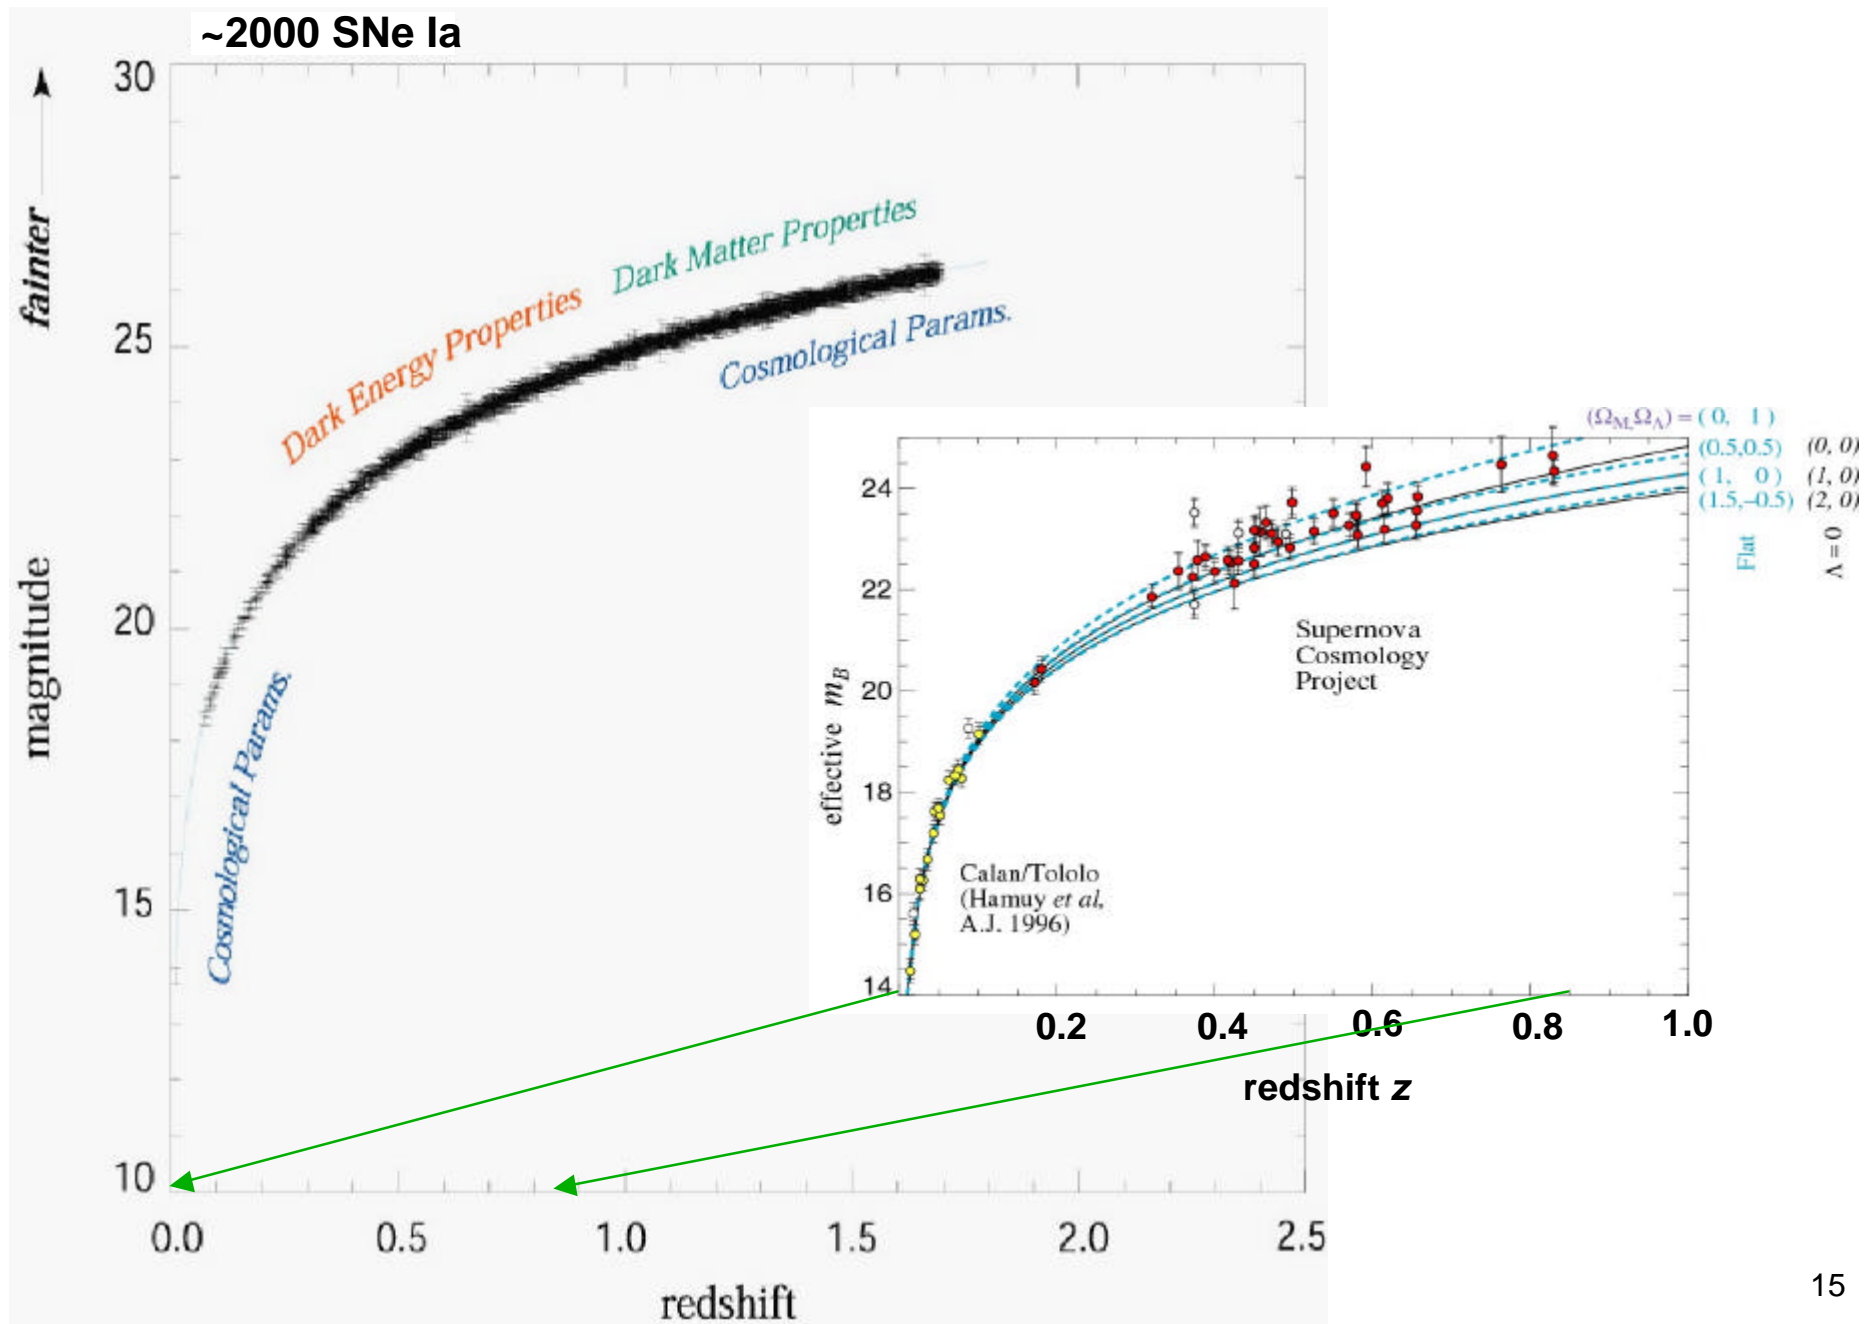 ~2000 SNe Ia
30
25
20
15
10
fainter
magnitude
Dark Energy Properties
Dark Matter Properties
Cosmological Params.
Cosmological Params.
0.0 0.5 1.0 1.5 2.0 2.5
redshift
(Ω_M,Ω_Λ) = ( 0, 1 )
(0.5,0.5) (0, 0)
( 1, 0 ) (1, 0)
(1.5,–0.5) (2, 0)
Flat
Λ = 0
24
22
20
18
16
14
effective m_B
Supernova
Cosmology
Project
Calan/Tololo
(Hamuy et al,
A.J. 1996)
0.2 0.4 0.6 0.8 1.0
redshift z
15